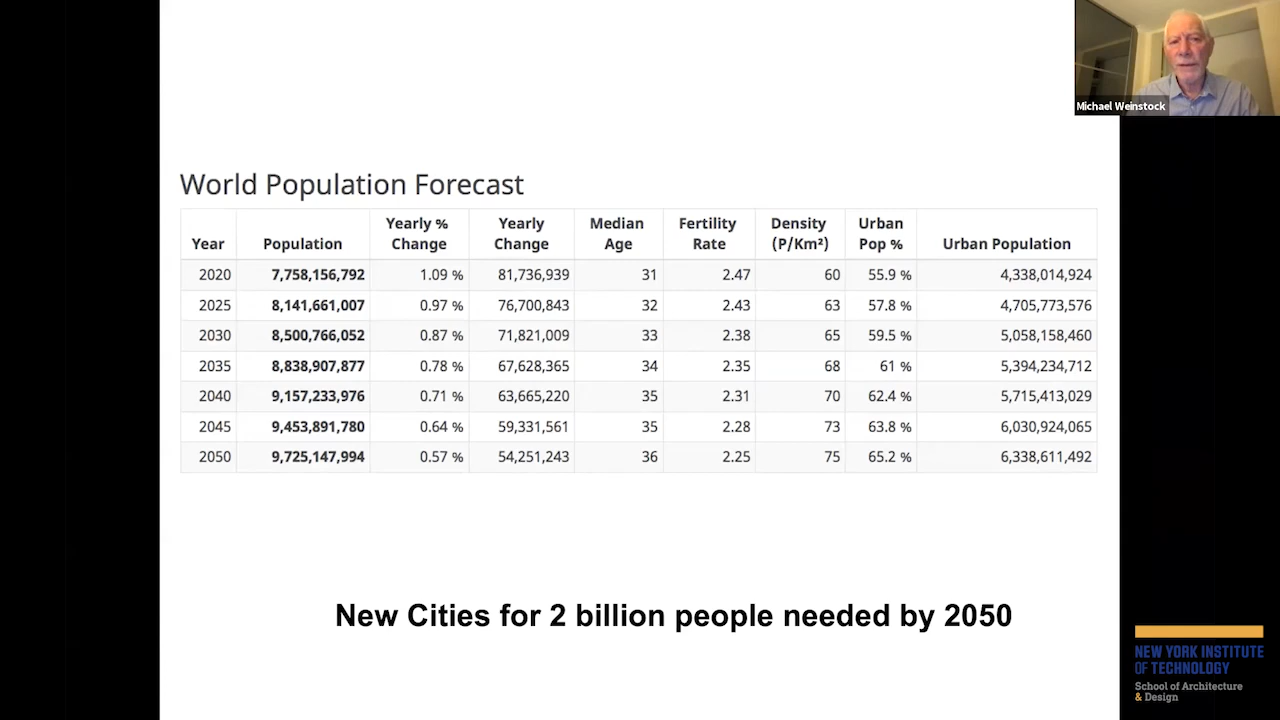 Michael Weinstock
World Population Forecast
Year Population Yearly % Change Yearly Change Median Age Fertility Rate Density (P/Km²) Urban Pop % Urban Population
2020 7,758,156,792 1.09 % 81,736,939 31 2.47 60 55.9 % 4,338,014,924
2025 8,141,661,007 0.97 % 76,700,843 32 2.43 63 57.8 % 4,705,773,576
2030 8,500,766,052 0.87 % 71,821,009 33 2.38 65 59.5 % 5,058,158,460
2035 8,838,907,877 0.78 % 67,628,365 34 2.35 68 61 % 5,394,234,712
2040 9,157,233,976 0.71 % 63,665,220 35 2.31 70 62.4 % 5,715,413,029
2045 9,453,891,780 0.64 % 59,331,561 35 2.28 73 63.8 % 6,030,924,065
2050 9,725,147,994 0.57 % 54,251,243 36 2.25 75 65.2 % 6,338,611,492
New Cities for 2 billion people needed by 2050
NEW YORK INSTITUTE
OF TECHNOLOGY
School of Architecture
& Design